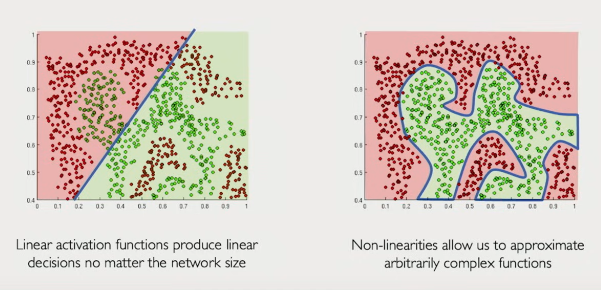 1
0.9
0.8
0.7
0.6
0.5
0.4
0 0.1 0.2 0.3 0.4 0.5 0.6 0.7 0.8 0.9 1
1
0.9
0.8
0.7
0.6
0.5
0.4
0 0.1 0.2 0.3 0.4 0.5 0.6 0.7 0.8 0.9 1
Linear activation functions produce linear
decisions no matter the network size
Non-linearities allow us to approximate
arbitrarily complex functions